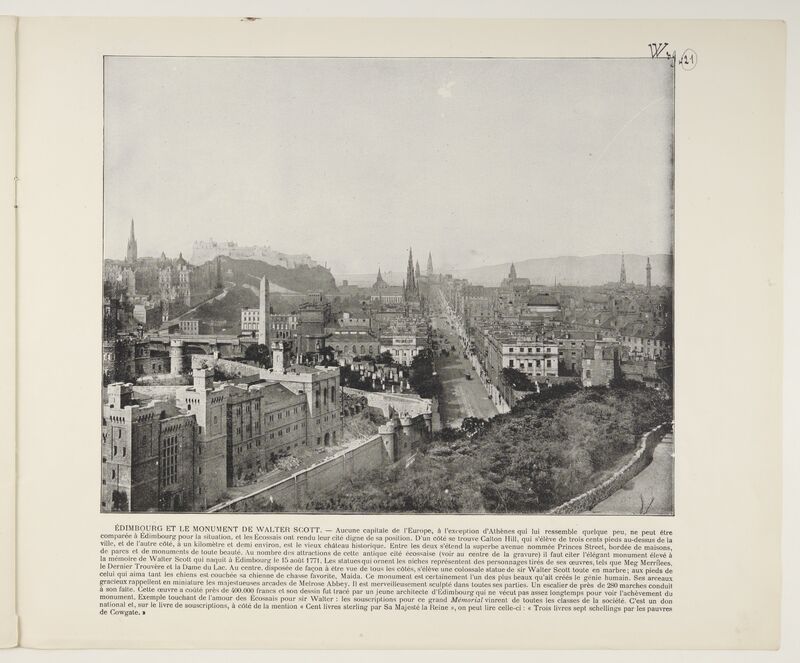 W 39 421
ÉDIMBOURG ET LE MONUMENT DE WALTER SCOTT. — Aucune capitale de l'Europe, à l'exception d'Athènes qui lui ressemble quelque peu, ne peut être
comparée à Édimbourg pour la situation, et les Écossais ont rendu leur cité digne de sa position. D'un côté se trouve Calton Hill, qui s'élève de trois cents pieds au-dessus de la
ville, et de l'autre côté, à un kilomètre et demi environ, est le vieux château historique. Entre les deux s'étend la superbe avenue nommée Princes Street, bordée de maisons,
de parcs et de monuments de toute beauté. Au nombre des attractions de cette antique cité écossaise (voir au centre de la gravure) il faut citer l'élégant monument élevé à
la mémoire de Walter Scott qui naquit à Édimbourg le 15 août 1771. Les statues qui ornent les niches représentent des personnages tirés de ses œuvres, tels que Meg Merrilees,
le Dernier Trouvère et la Dame du Lac. Au centre, disposée de façon à être vue de tous les côtés, s'élève une colossale statue de sir Walter Scott toute en marbre; aux pieds de
celui qui aima tant les chiens est couchée sa chienne de chasse favorite, Maida. Ce monument est certainement l'un des plus beaux qu'ait créés le génie humain. Ses arceaux
gracieux rappellent en miniature les majestueuses arcades de Melrose Abbey. Il est merveilleusement sculpté dans toutes ses parties. Un escalier de près de 280 marches conduit
à son faite. Cette œuvre a coûté près de 400.000 francs et son dessin fut tracé par un jeune architecte d'Édimbourg qui ne vécut pas assez longtemps pour voir l'achèvement du
monument. Exemple touchant de l'amour des Écossais pour sir Walter : les souscriptions pour ce grand Mémorial vinrent de toutes les classes de la société. C'est un don
national et, sur le livre de souscriptions, à côté de la mention « Cent livres sterling par Sa Majesté la Reine », on peut lire celle-ci : « Trois livres sept schellings par les pauvres
de Cowgate. »